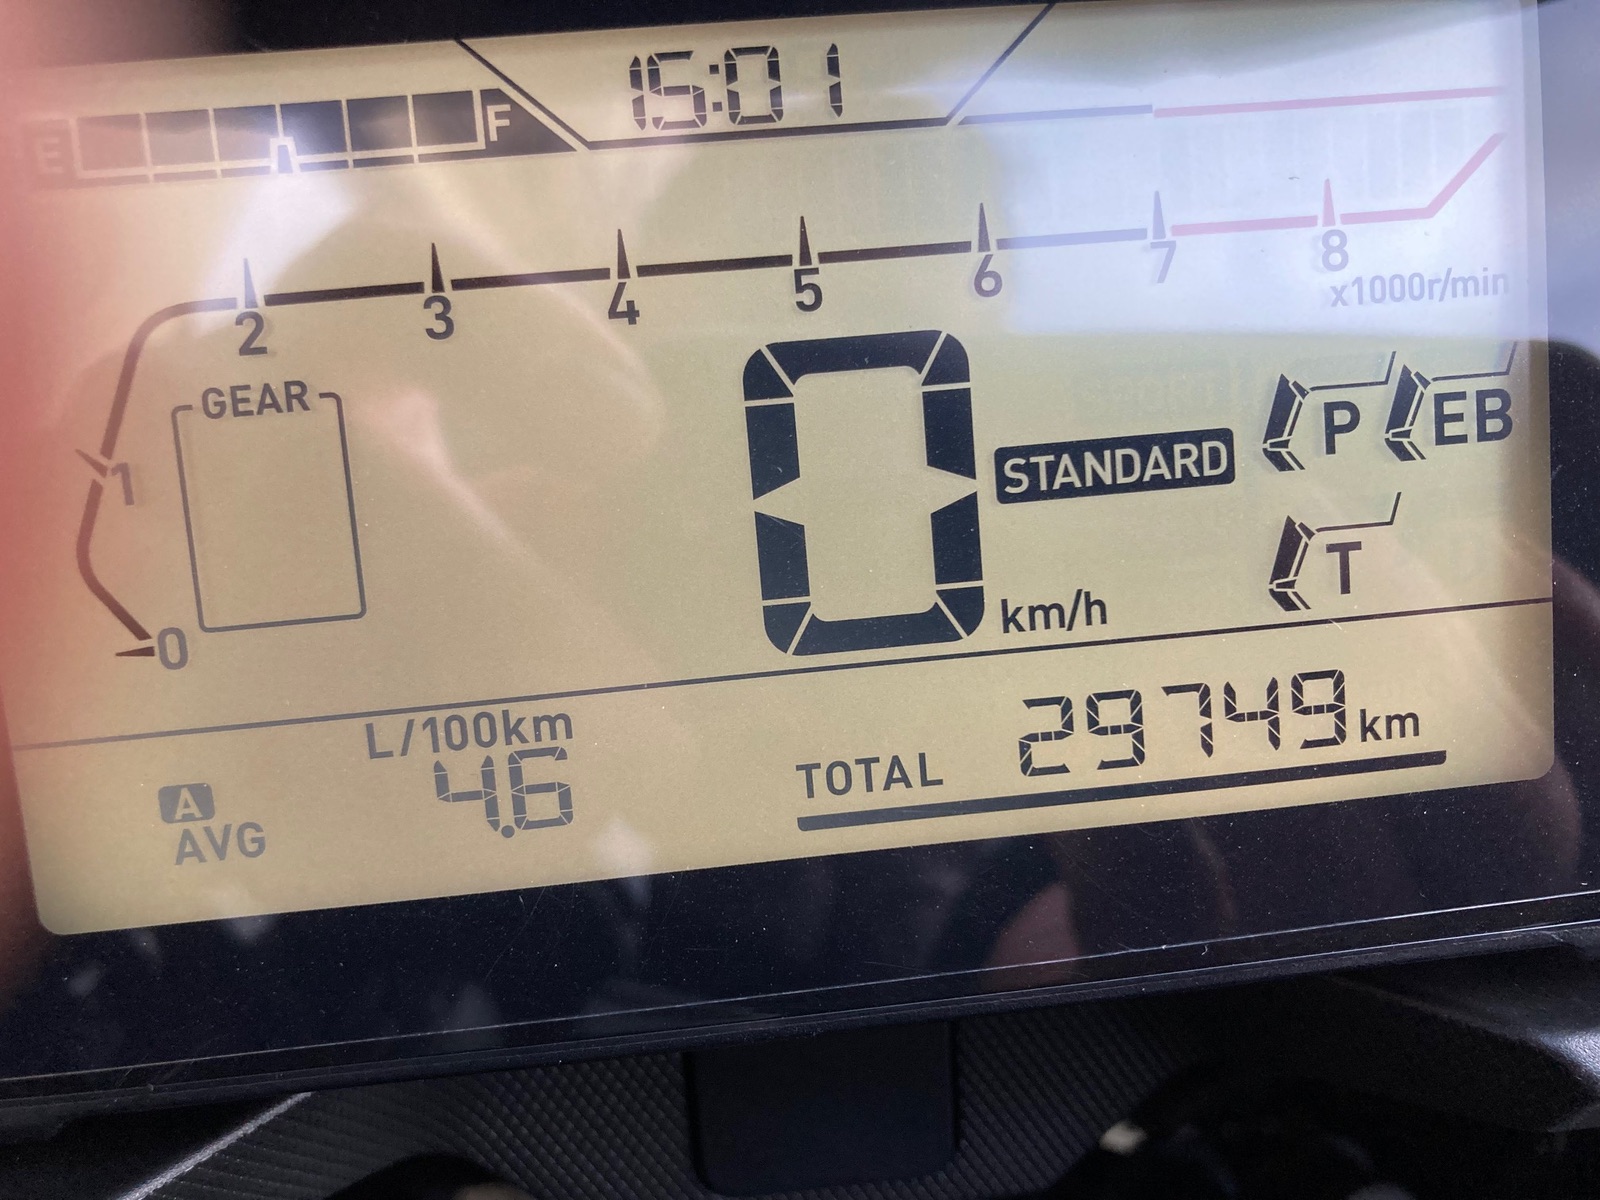 15:01
E F
2 3 4 5 6 7 8
x1000r/min
GEAR
1
0
0 km/h
STANDARD
P EB
T
L/100km
4.6
A
AVG
TOTAL 29749 km